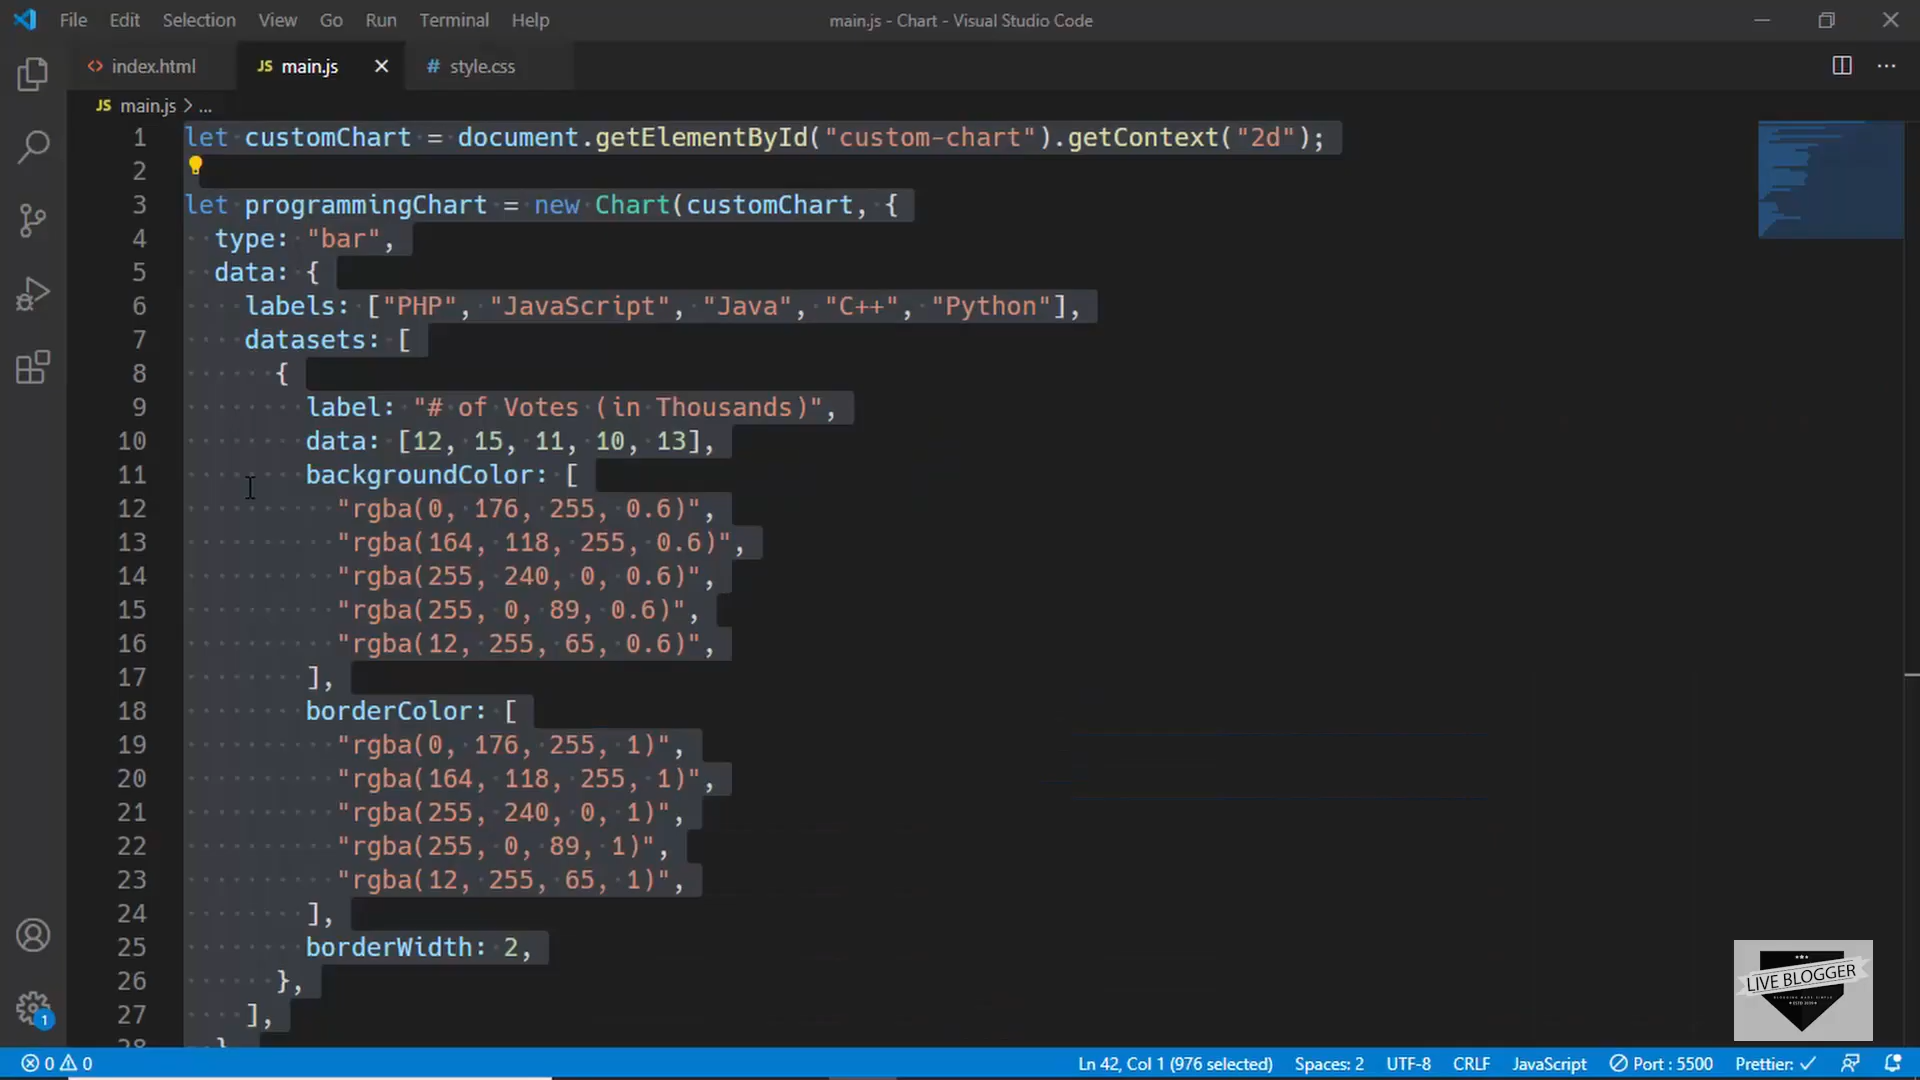 File Edit Selection View Go Run Terminal Help main.js - Chart - Visual Studio Code
<> index.html JS main.js # style.css
JS main.js > ...
1 let customChart = document.getElementById("custom-chart").getContext("2d");
2
3 let programmingChart = new Chart(customChart, {
4 type: "bar",
5 data: {
6 labels: ["PHP", "JavaScript", "Java", "C++", "Python"],
7 datasets: [
8 {
9 label: "# of Votes (in Thousands)",
10 data: [12, 15, 11, 10, 13],
11 backgroundColor: [
12 "rgba(0, 176, 255, 0.6)",
13 "rgba(164, 118, 255, 0.6)",
14 "rgba(255, 240, 0, 0.6)",
15 "rgba(255, 0, 89, 0.6)",
16 "rgba(12, 255, 65, 0.6)",
17 ],
18 borderColor: [
19 "rgba(0, 176, 255, 1)",
20 "rgba(164, 118, 255, 1)",
21 "rgba(255, 240, 0, 1)",
22 "rgba(255, 0, 89, 1)",
23 "rgba(12, 255, 65, 1)",
24 ],
25 borderWidth: 2,
26 },
27 ],
28 }
LIVE BLOGGER
1
0 0 Ln 42, Col 1 (976 selected) Spaces: 2 UTF-8 CRLF JavaScript Port : 5500 Prettier: ✓